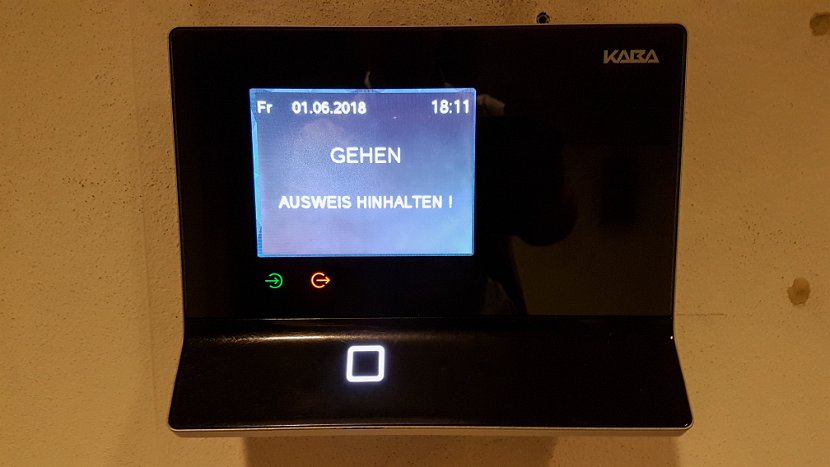 KABA
Fr 01.06.2018 18:11
GEHEN
AUSWEIS HINHALTEN !